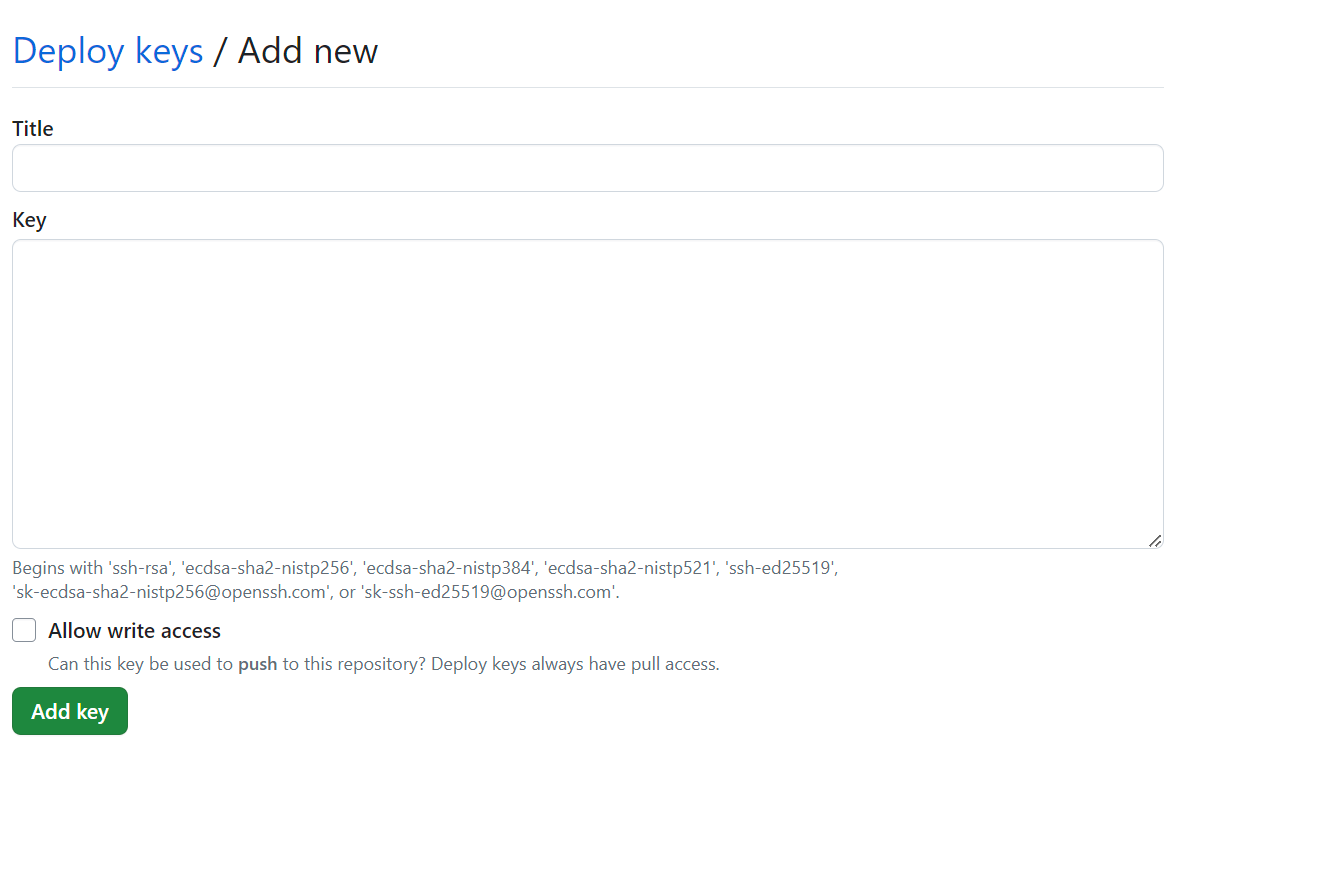 Deploy keys / Add new
Title
Key
Begins with 'ssh-rsa', 'ecdsa-sha2-nistp256', 'ecdsa-sha2-nistp384', 'ecdsa-sha2-nistp521', 'ssh-ed25519',
'sk-ecdsa-sha2-nistp256@openssh.com', or 'sk-ssh-ed25519@openssh.com'.
Allow write access
Can this key be used to push to this repository? Deploy keys always have pull access.
Add key